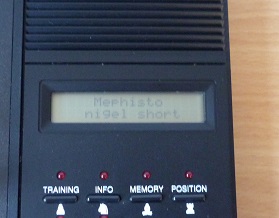 Mephisto
nigel short
TRAINING INFO MEMORY POSITION